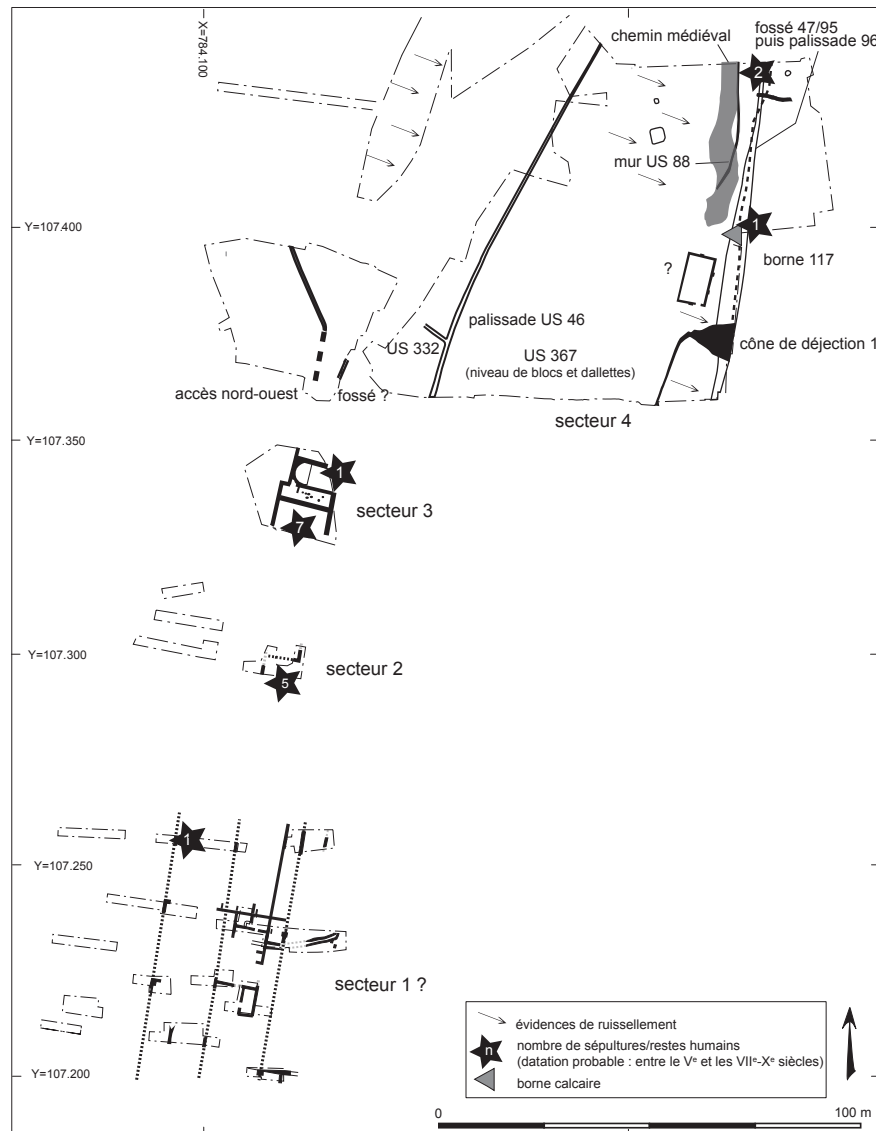 X=784.100
chemin médiéval
fossé 47/95
puis palissade 96
2
mur US 88
Y=107.400
1
borne 117
?
palissade US 46
US 332
US 367
(niveau de blocs et dallettes)
cône de déjection 1
accès nord-ouest
fossé ?
secteur 4
Y=107.350
1
secteur 3
7
Y=107.300
secteur 2
5
1
Y=107.250
secteur 1 ?
évidences de ruissellement
n
nombre de sépultures/restes humains
(datation probable : entre le Ve et les VIIe-Xe siècles)
borne calcaire
Y=107.200
0
100 m